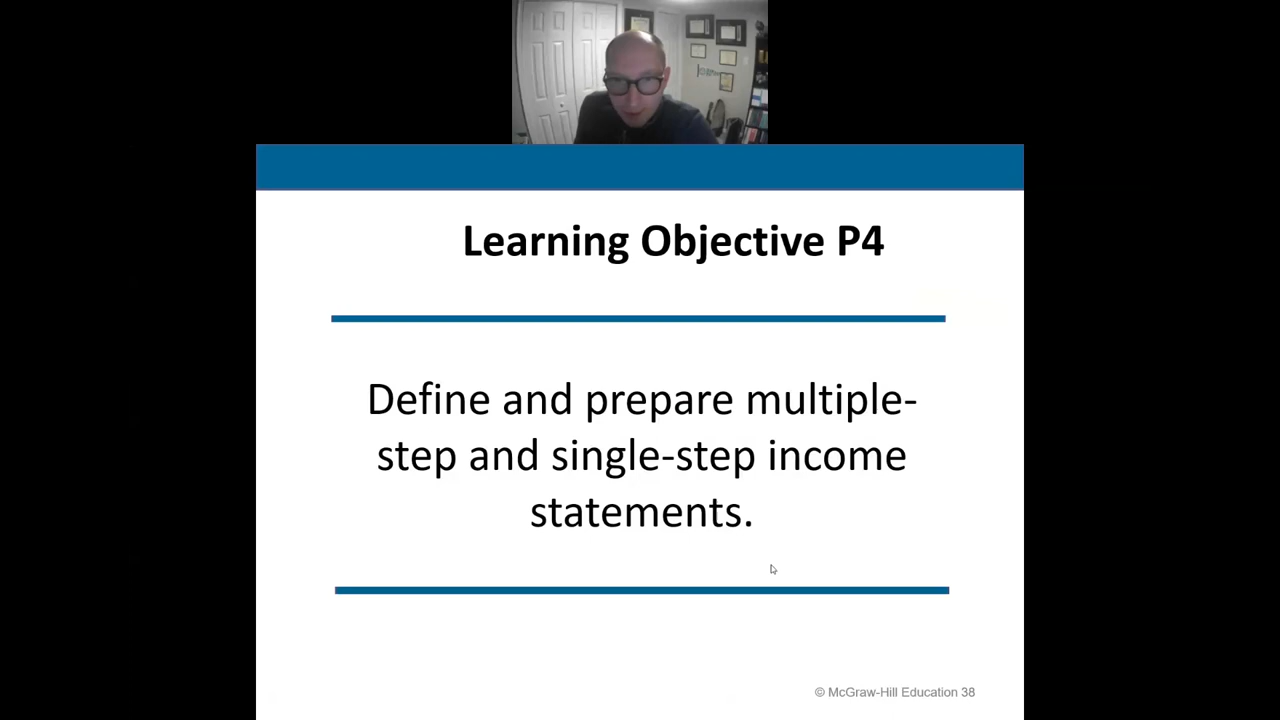 Learning Objective P4
Define and prepare multiple-
step and single-step income
statements.
© McGraw-Hill Education 38